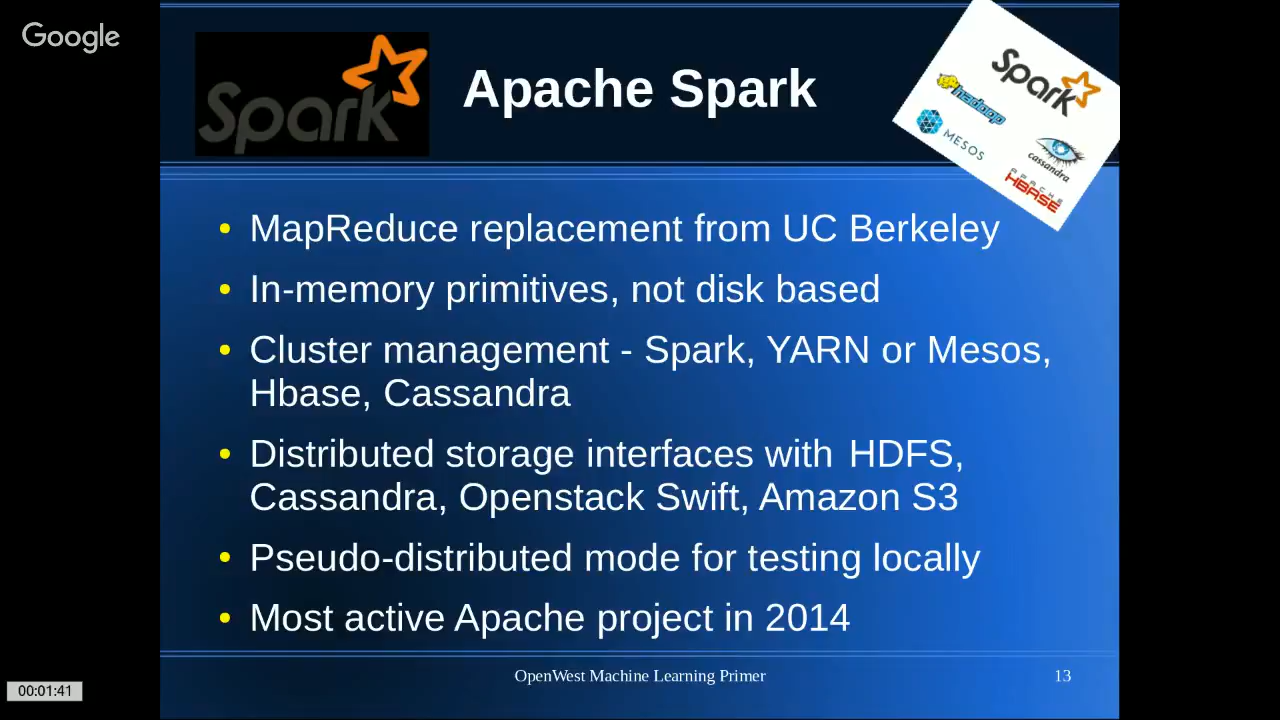 Google
Spark
Apache Spark
Spark
hadoop
MESOS
cassandra
APACHE
HBASE
• MapReduce replacement from UC Berkeley
• In-memory primitives, not disk based
• Cluster management - Spark, YARN or Mesos,
Hbase, Cassandra
• Distributed storage interfaces with HDFS,
Cassandra, Openstack Swift, Amazon S3
• Pseudo-distributed mode for testing locally
• Most active Apache project in 2014
OpenWest Machine Learning Primer
13
00:01:41